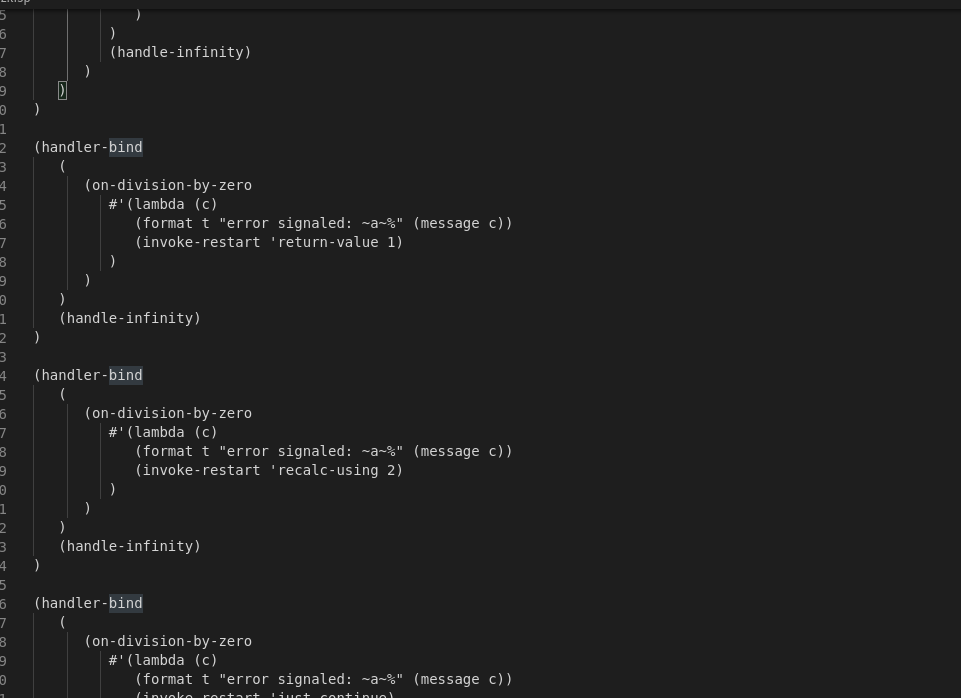 5 )
6 )
7 (handle-infinity)
8 )
9 )
0 )
1
2 (handler-bind
3 (
4 (on-division-by-zero
5 #'(lambda (c)
6 (format t "error signaled: ~a~%" (message c))
7 (invoke-restart 'return-value 1)
8 )
9 )
0 )
1 (handle-infinity)
2 )
3
4 (handler-bind
5 (
6 (on-division-by-zero
7 #'(lambda (c)
8 (format t "error signaled: ~a~%" (message c))
9 (invoke-restart 'recalc-using 2)
0 )
1 )
2 )
3 (handle-infinity)
4 )
5
6 (handler-bind
7 (
8 (on-division-by-zero
9 #'(lambda (c)
0 (format t "error signaled: ~a~%" (message c))
(invoke-restart 'just-continue)